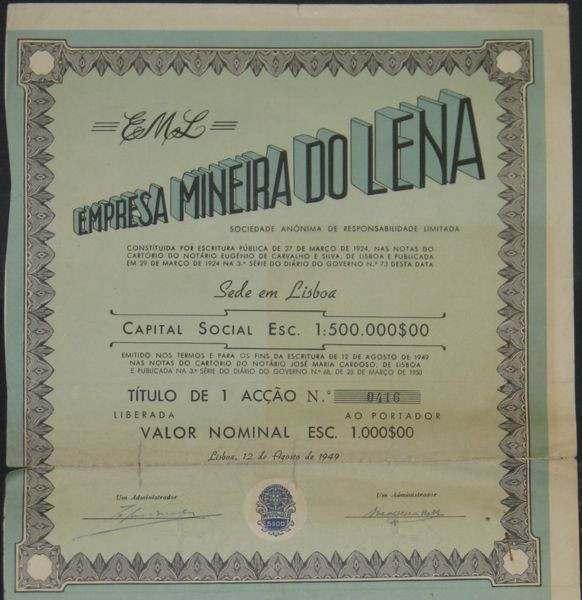 EML
EMPRESA MINEIRA DO LENA
SOCIEDADE ANÓNIMA DE RESPONSABILIDADE LIMITADA
CONSTITUÍDA POR ESCRITURA PÚBLICA DE 27 DE MARÇO DE 1924, NAS NOTAS DO
CARTÓRIO DO NOTÁRIO EUGÉNIO DE CARVALHO E SILVA, DE LISBOA E PUBLICADA
EM 29 DE MARÇO DE 1924 NA 3.ª SÉRIE DO DIÁRIO DO GOVERNO N.º 73 DESTA DATA
Sede em Lisboa
CAPITAL SOCIAL ESC. 1:500.000$00
EMITIDO NOS TERMOS E PARA OS FINS DA ESCRITURA DE 12 DE AGOSTO DE 1949
NAS NOTAS DO CARTÓRIO DO NOTÁRIO JOSÉ MARIA CARDOSO, DE LISBOA
E PUBLICADA NA 3.ª SÉRIE DO DIÁRIO DO GOVERNO N.º 68, DE 23 DE MARÇO DE 1950
TÍTULO DE 1 ACÇÃO N.º 0416
LIBERADA AO PORTADOR
VALOR NOMINAL ESC. 1.000$00
Lisboa, 12 de Agosto de 1949
Um Administrador Um Administrador
5$00